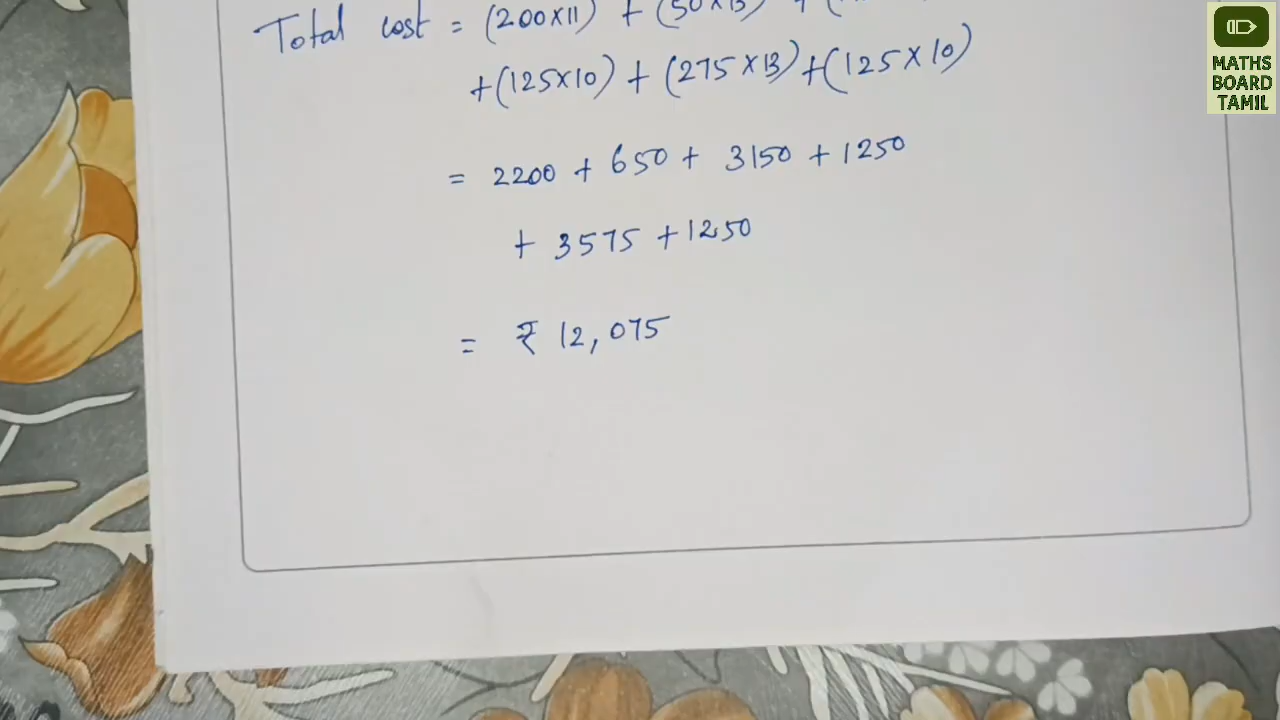 Total cost = (200×11) + (50×13) + (
+(125×10) + (275×13)+(125×10)
= 2200 + 650 + 3150 + 1250
+ 3575 +1250
= ₹ 12,075
MATHS
BOARD
TAMIL